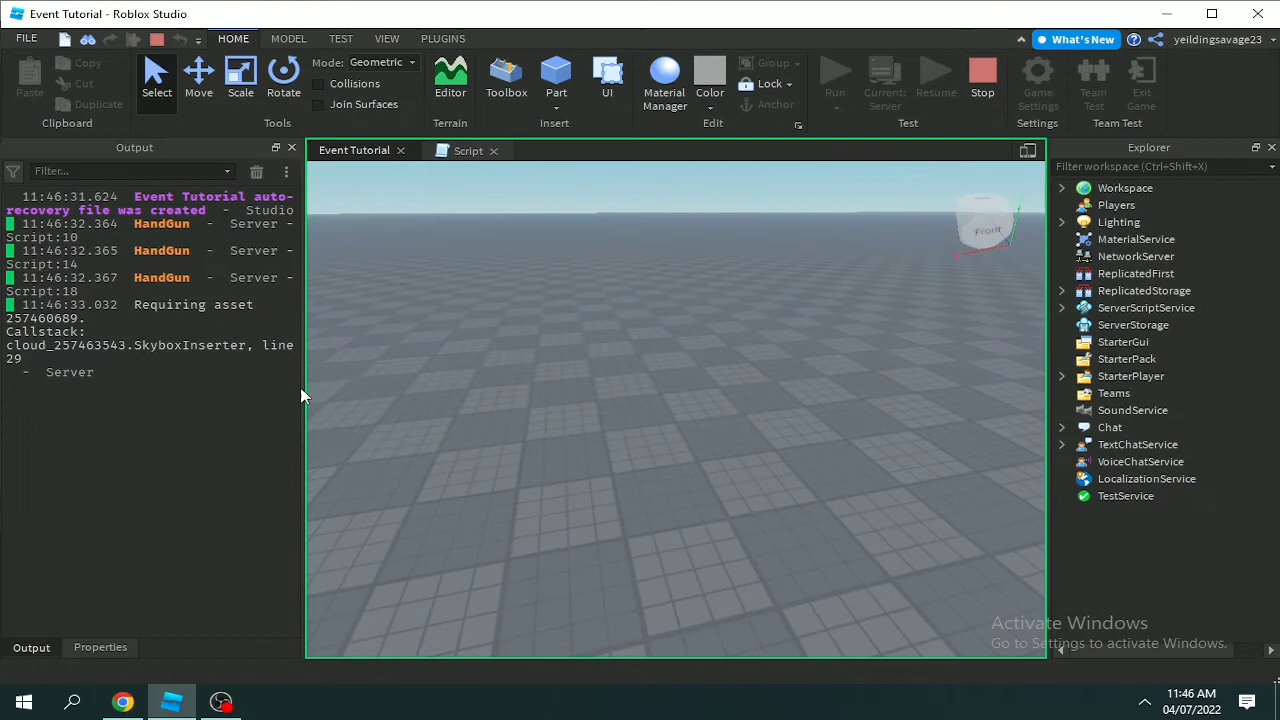 Event Tutorial - Roblox Studio
FILE HOME MODEL TEST VIEW PLUGINS What's New yeildingsavage23
Paste Copy Cut Duplicate
Clipboard
Select Move Scale Rotate
Mode: Geometric
Collisions
Join Surfaces
Tools
Editor
Terrain
Toolbox Part UI
Insert
Material Manager Color Group Lock Anchor
Edit
Run Current: Server Resume Stop
Test
Game Settings
Settings
Team Test Exit Game
Team Test
Output
Filter...
11:46:31.624 Event Tutorial auto-
recovery file was created - Studio
11:46:32.364 HandGun - Server -
Script:10
11:46:32.365 HandGun - Server -
Script:14
11:46:32.367 HandGun - Server -
Script:18
11:46:33.032 Requiring asset
257460689.
Callstack:
cloud_257463543.SkyboxInserter, line
29
- Server
Output Properties
Event Tutorial Script
Front
Explorer
Filter workspace (Ctrl+Shift+X)
Workspace
Players
Lighting
MaterialService
NetworkServer
ReplicatedFirst
ReplicatedStorage
ServerScriptService
ServerStorage
StarterGui
StarterPack
StarterPlayer
Teams
SoundService
Chat
TextChatService
VoiceChatService
LocalizationService
TestService
Activate Windows
Go to Settings to activate Windows.
11:46 AM
04/07/2022